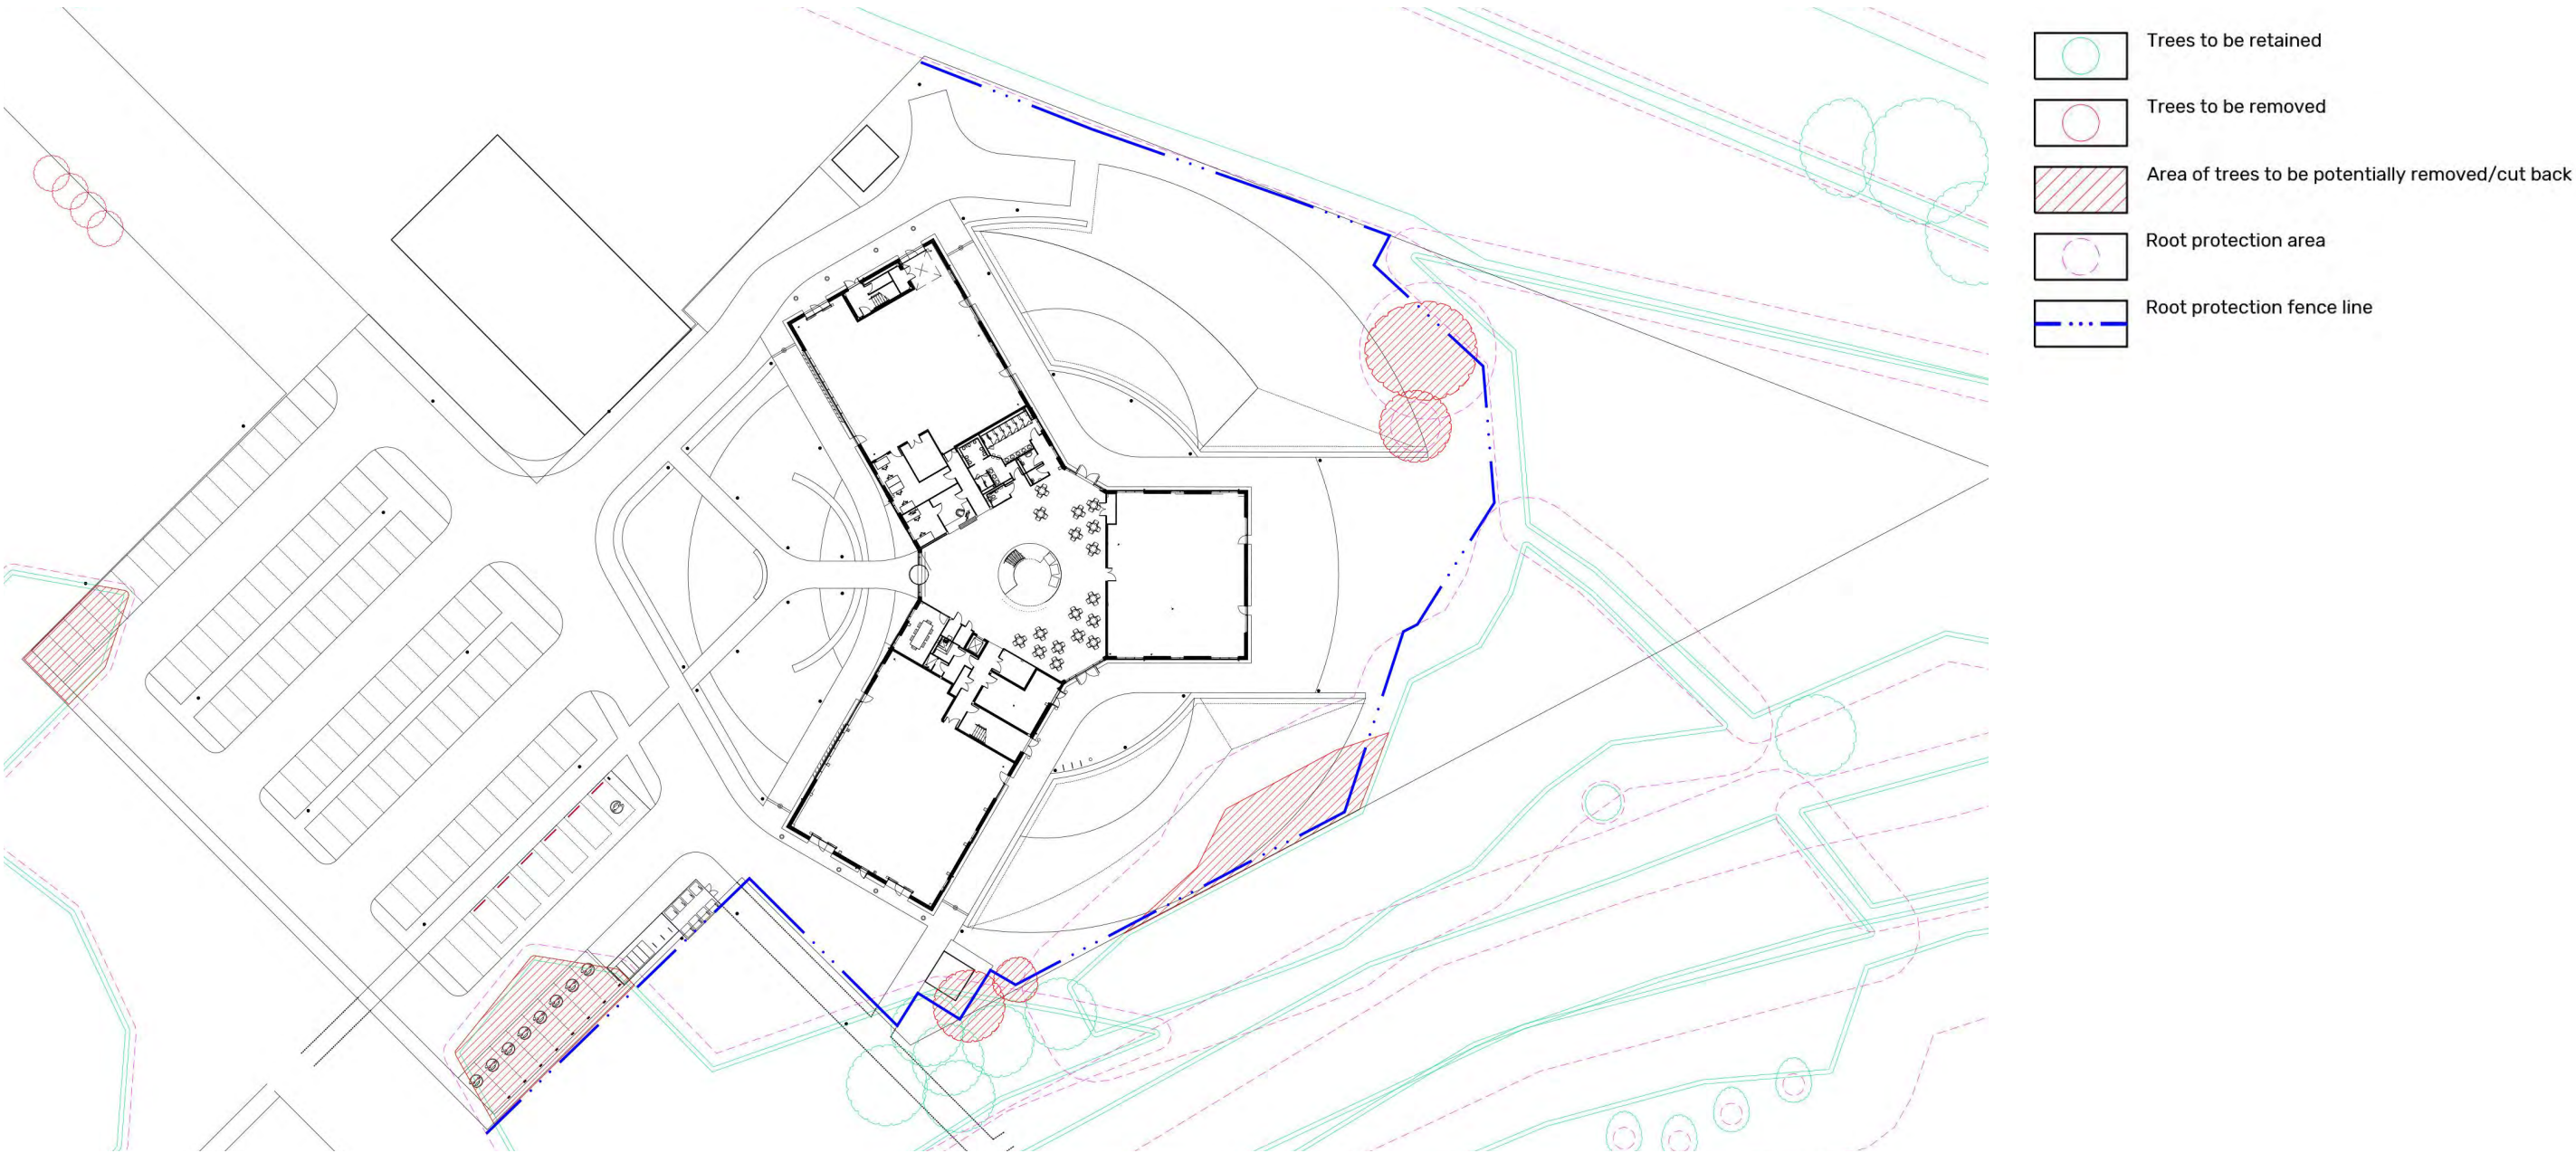 Trees to be retained
Trees to be removed
Area of trees to be potentially removed/cut back
Root protection area
Root protection fence line